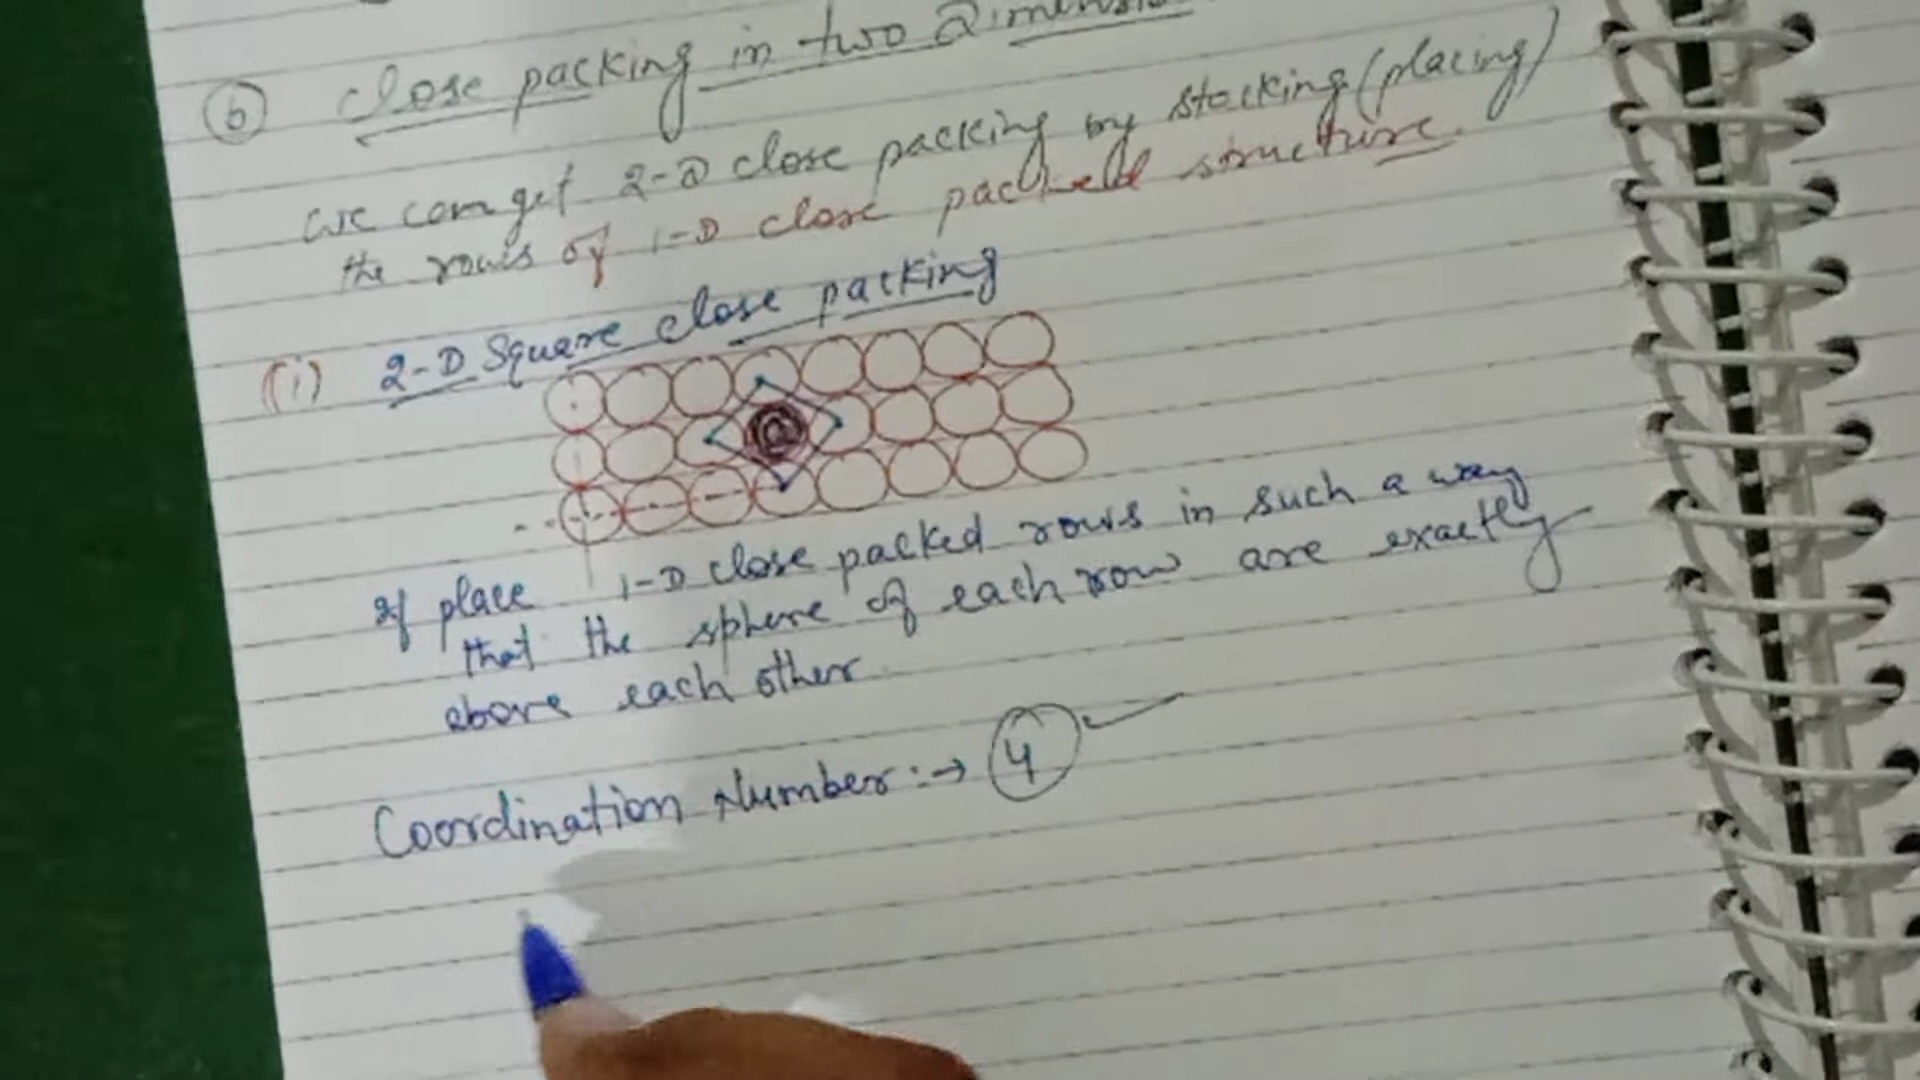 (b) close packing in two Dimensio
we can get 2-D close packing by stacking (placing)
the rows of 1-D close packed structure.
(i) 2-D Square close packing
If place 1-D close packed rows in such a way
that the sphere of each row are exactly
above each other
Coordination Number :→ 4